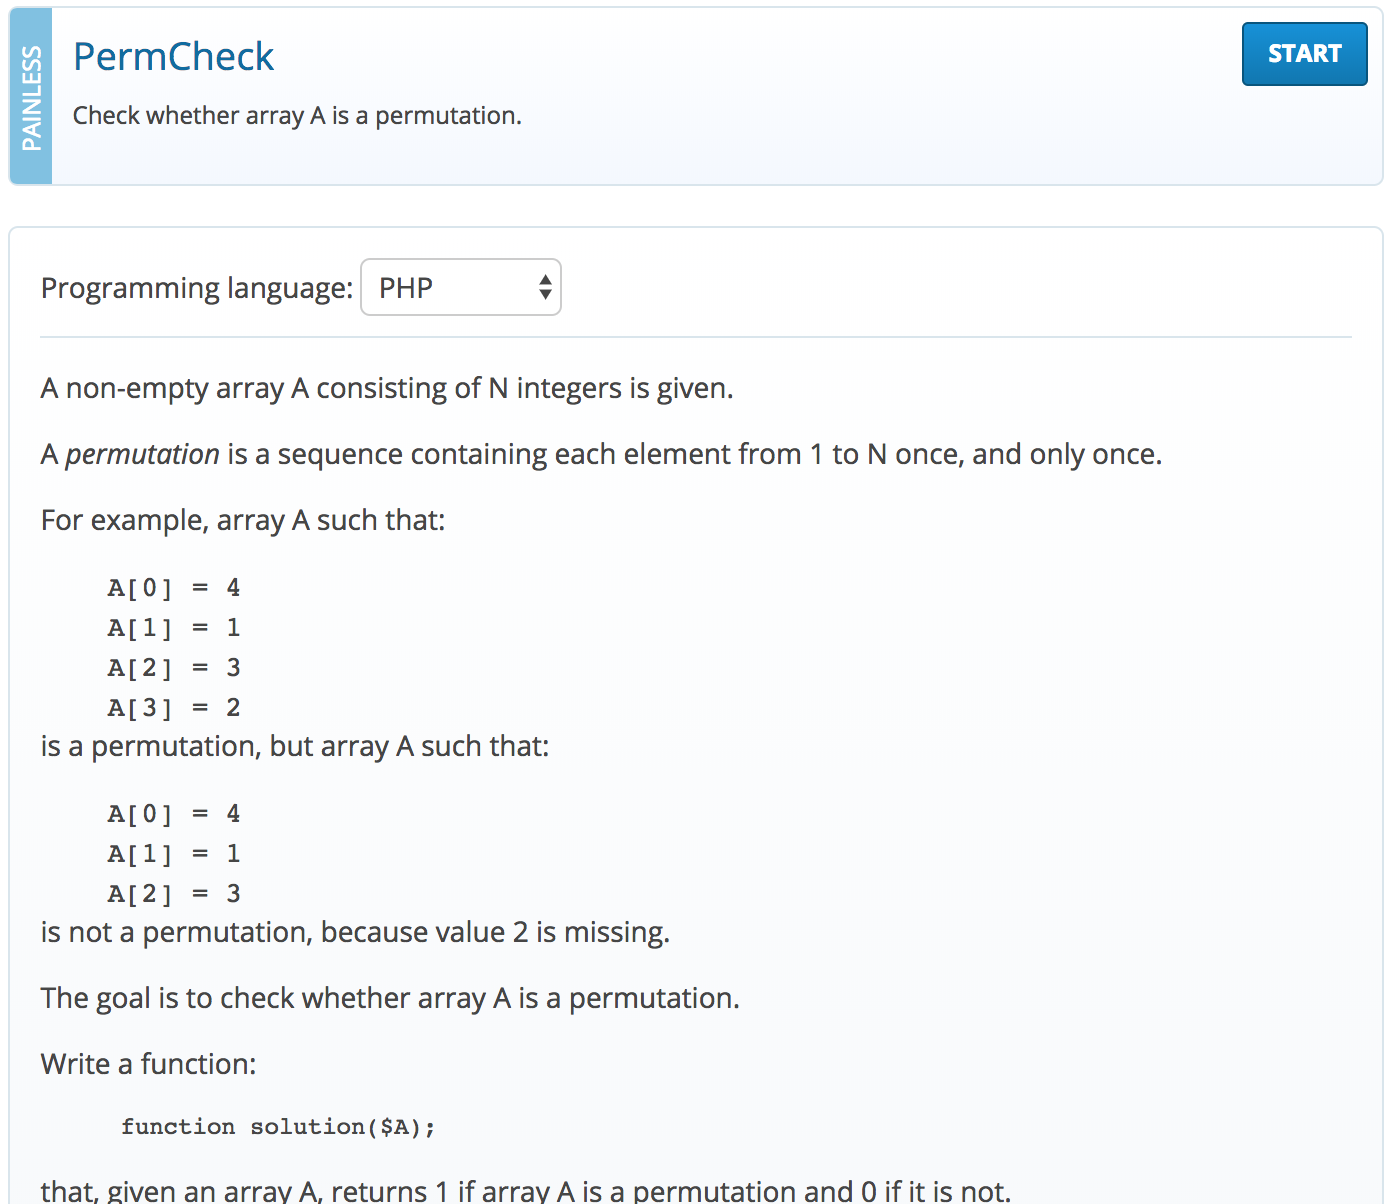 PAINLESS
PermCheck
START
Check whether array A is a permutation.
Programming language: PHP
A non-empty array A consisting of N integers is given.
A permutation is a sequence containing each element from 1 to N once, and only once.
For example, array A such that:
A[0] = 4
A[1] = 1
A[2] = 3
A[3] = 2
is a permutation, but array A such that:
A[0] = 4
A[1] = 1
A[2] = 3
is not a permutation, because value 2 is missing.
The goal is to check whether array A is a permutation.
Write a function:
function solution($A);
that, given an array A, returns 1 if array A is a permutation and 0 if it is not.